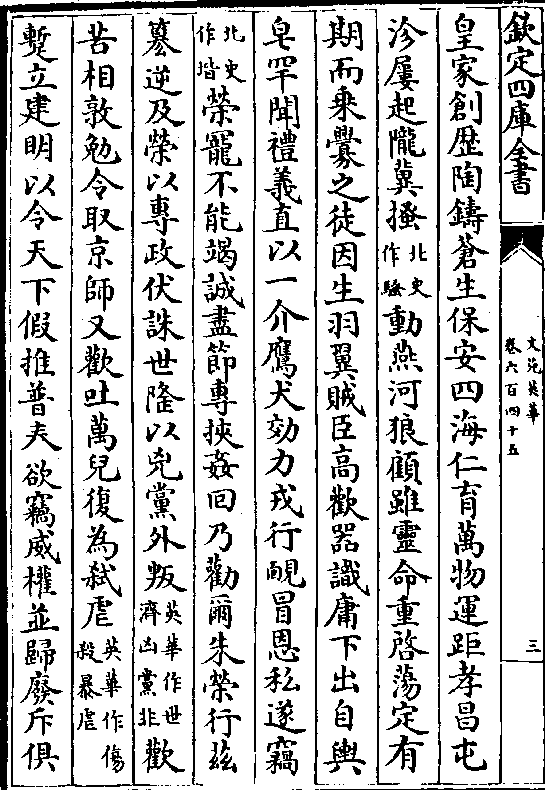 欽定四庫全書
文苑英華
卷六百四十五
三
皇家創歴陶鑄蒼生保安四海仁育萬物運距孝昌屯
沴屢起隴冀掻北史作騷動燕河狼顧雖靈命重啓蕩定有
期而乗釁之徒因生羽翼賊臣高歡器識庸下出自輿
皁罕聞禮義直以一介鷹犬効力戎行靦冒恩私遂竊
北史作堦榮寵不能竭誠盡節專挾姦回乃勸爾朱榮行兹
簒逆及榮以專政伏誅世隆以兇黨外叛英華作世濟凶黨非歡
苦相敦勉令取京師又歡吐萬兒復為弑虐英華作傷殺暴虐
蹔立建明以令天下假推普夫欲竊威權並歸廢斥俱